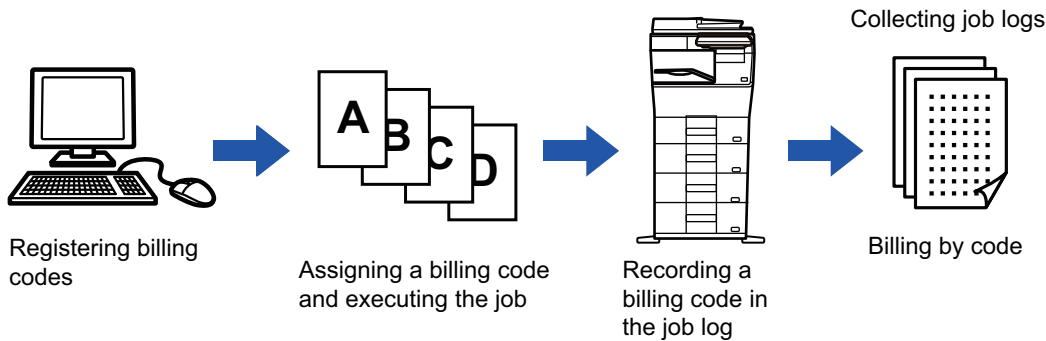 Collecting job logs
A
B
C
D
Registering billing
codes
Assigning a billing code
and executing the job
Recording a
billing code in
the job log
Billing by code